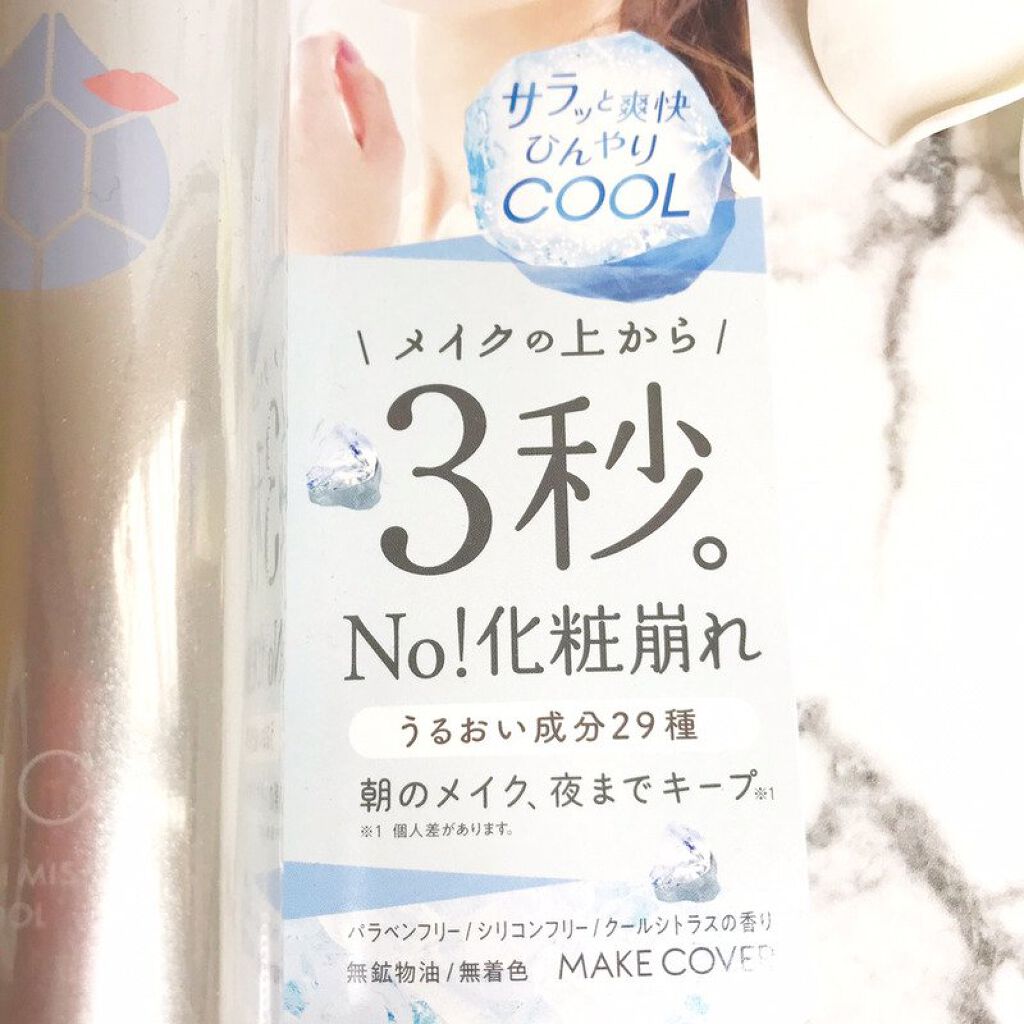 サラッと爽快
ひんやり
COOL
\ メイクの上から /
3秒。
No!化粧崩れ
うるおい成分29種
朝のメイク、夜までキープ※1
※1 個人差があります。
パラベンフリー/シリコンフリー/クールシトラスの香り
無鉱物油/無着色 MAKE COVER